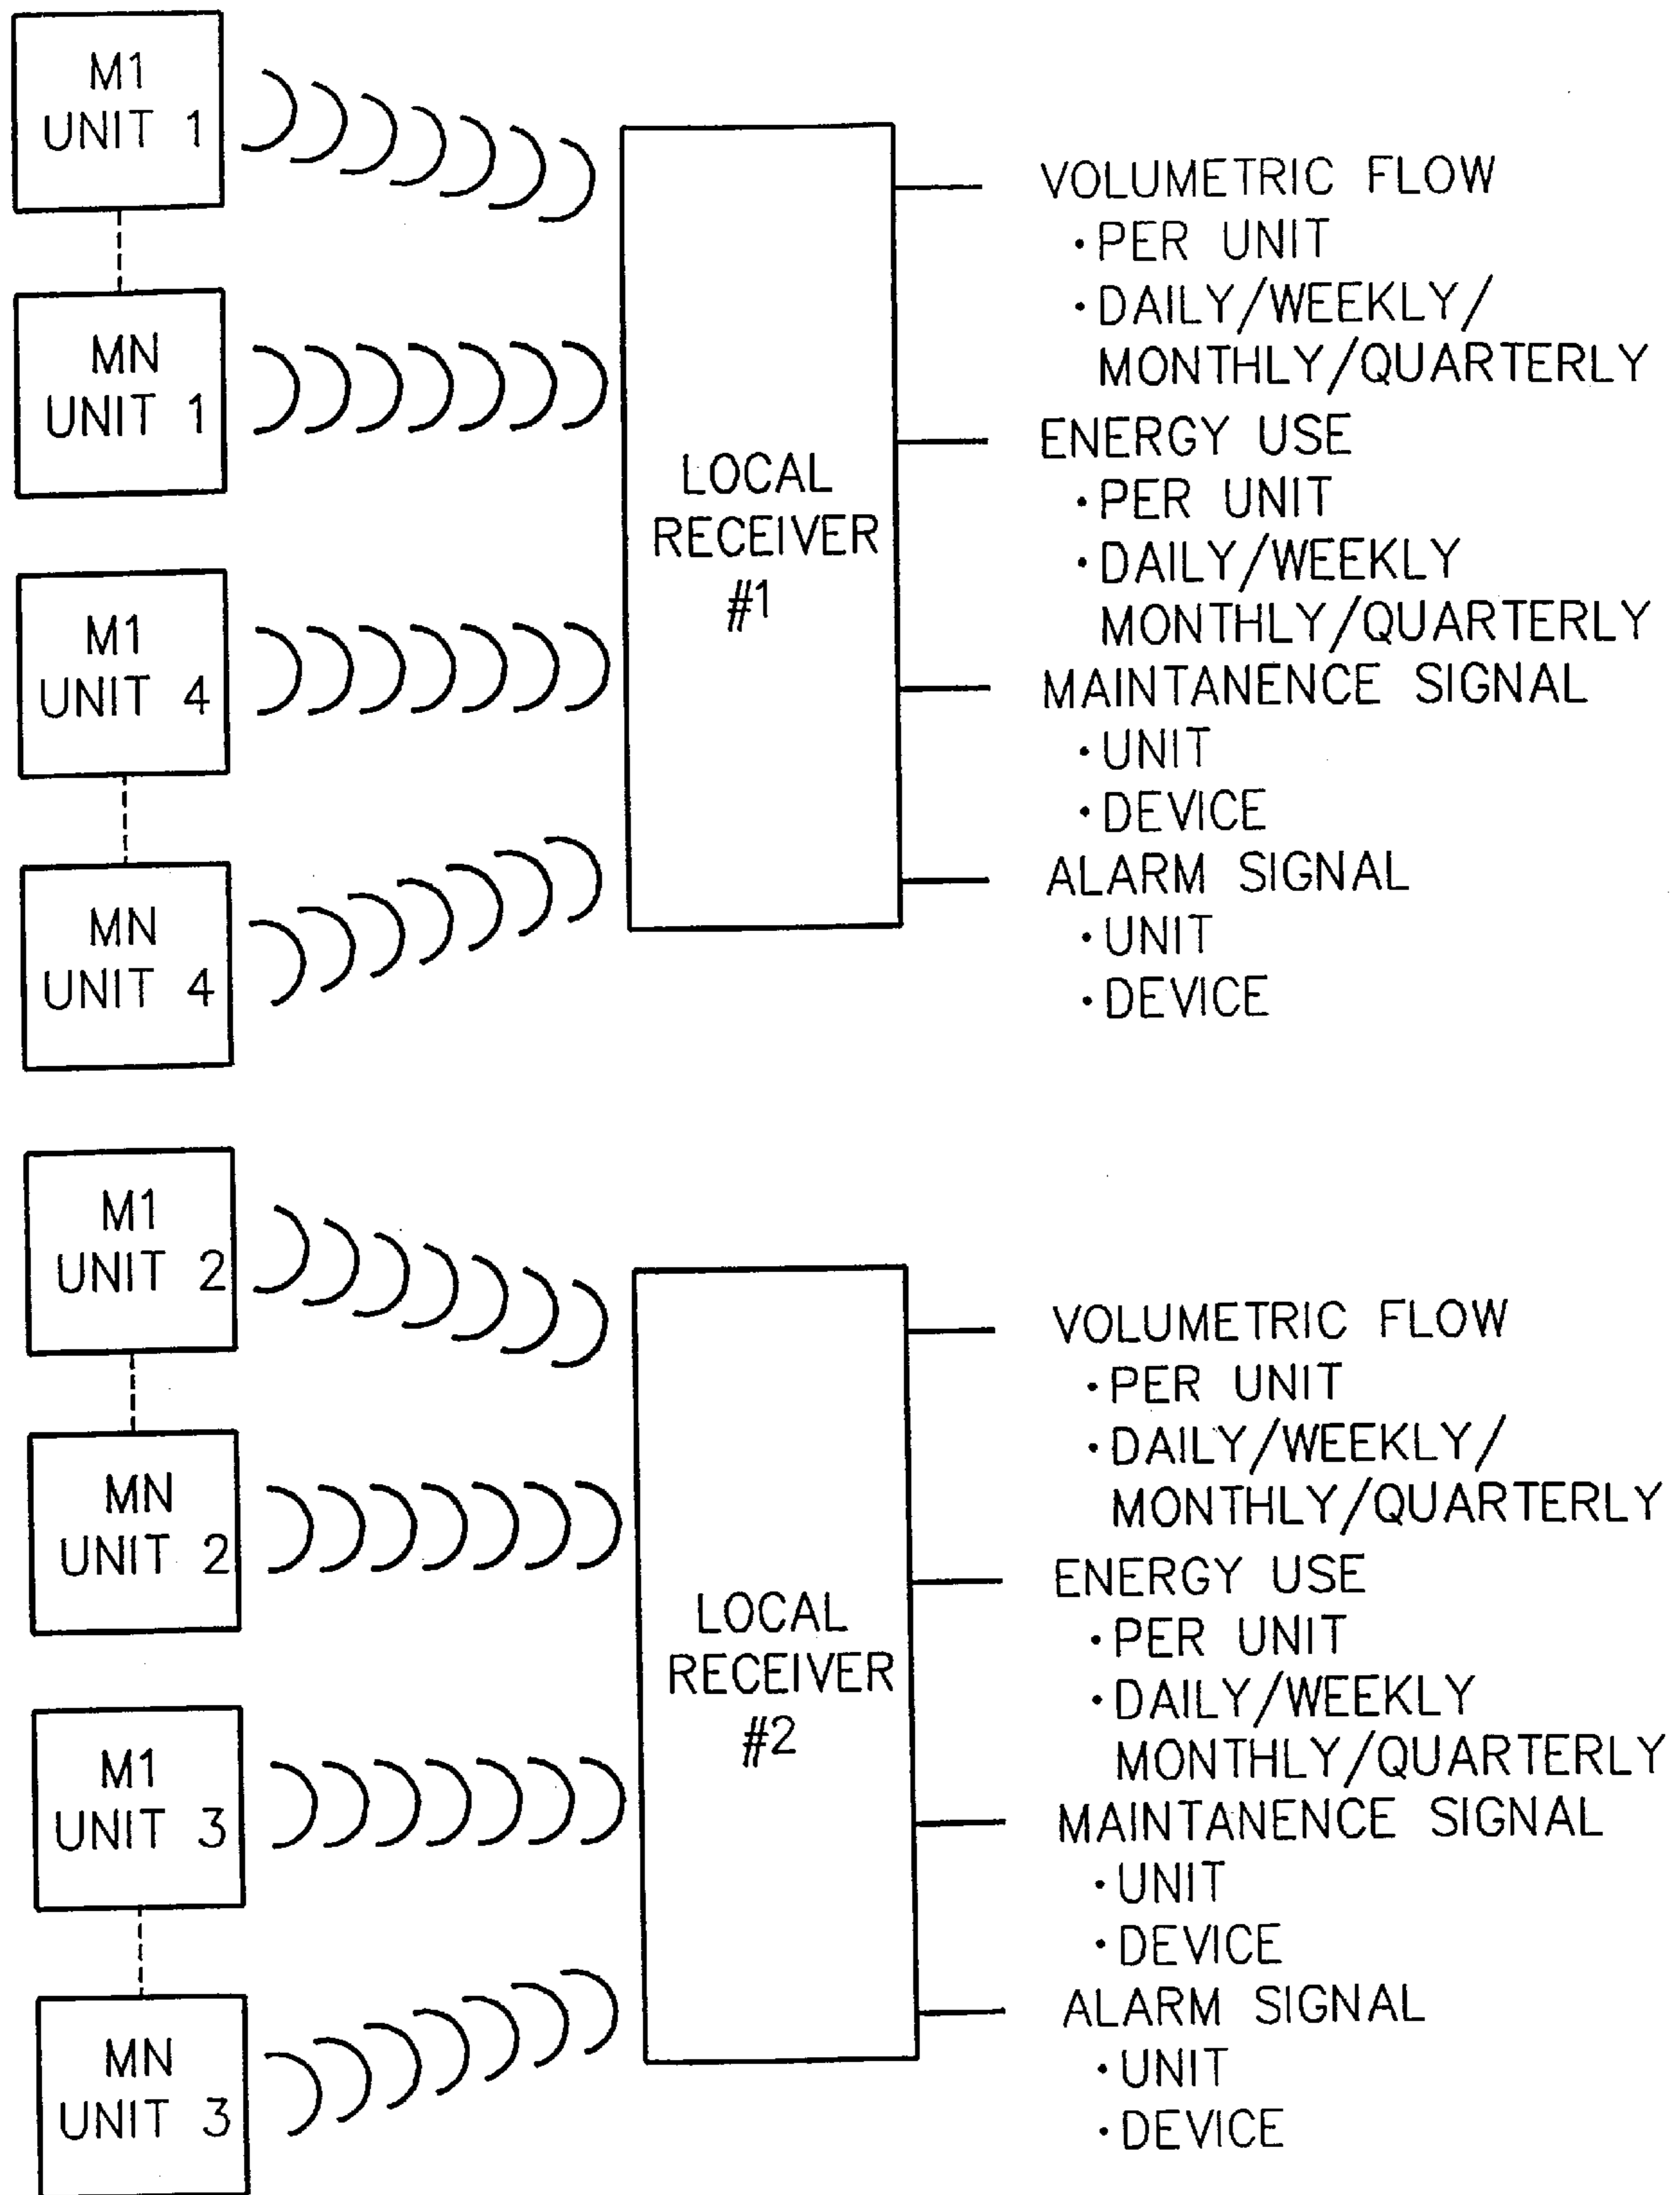 M1
UNIT 1
MN
UNIT 1
M1
UNIT 4
MN
UNIT 4
LOCAL
RECEIVER
#1
VOLUMETRIC FLOW
·PER UNIT
·DAILY/WEEKLY/
MONTHLY/QUARTERLY
ENERGY USE
·PER UNIT
·DAILY/WEEKLY
MONTHLY/QUARTERLY
MAINTANENCE SIGNAL
·UNIT
·DEVICE
ALARM SIGNAL
·UNIT
·DEVICE
M1
UNIT 2
MN
UNIT 2
M1
UNIT 3
MN
UNIT 3
LOCAL
RECEIVER
#2
VOLUMETRIC FLOW
·PER UNIT
·DAILY/WEEKLY/
MONTHLY/QUARTERLY
ENERGY USE
·PER UNIT
·DAILY/WEEKLY
MONTHLY/QUARTERLY
MAINTANENCE SIGNAL
·UNIT
·DEVICE
ALARM SIGNAL
·UNIT
·DEVICE